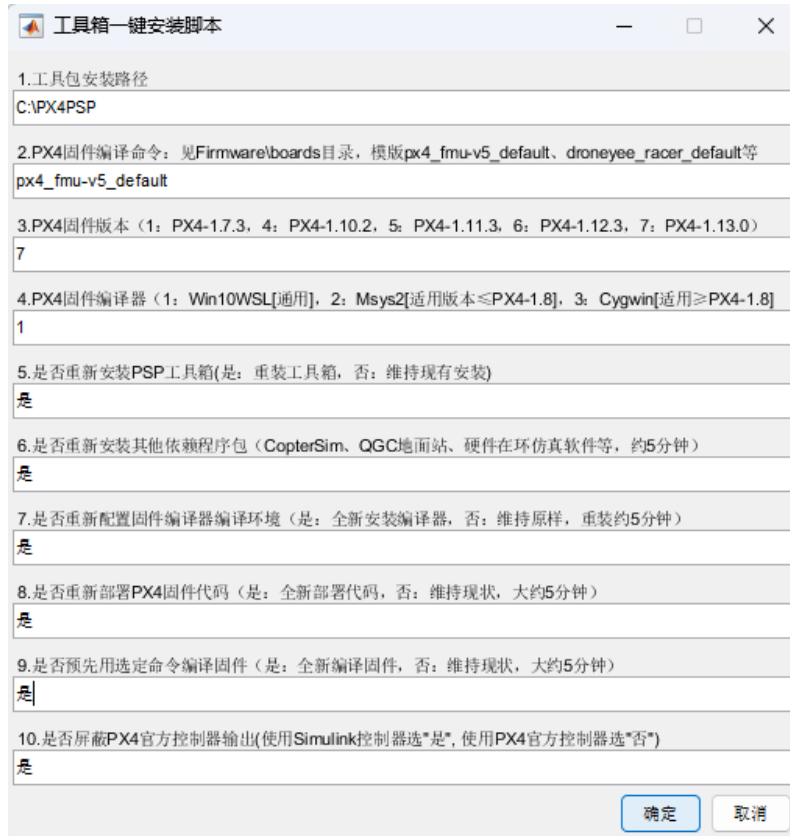 工具箱一键安装脚本
1.工具包安装路径
C:\PX4PSP
2.PX4固件编译命令：见Firmware\boards目录，模版px4_fmu-v5_default、droneyee_racer_default等
px4_fmu-v5_default
3.PX4固件版本（1：PX4-1.7.3，4：PX4-1.10.2，5：PX4-1.11.3，6：PX4-1.12.3，7：PX4-1.13.0）
7
4.PX4固件编译器（1：Win10WSL[通用]，2：Msys2[适用版本≤PX4-1.8]，3：Cygwin[适用≥PX4-1.8]
1
5.是否重新安装PSP工具箱(是：重装工具箱，否：维持现有安装)
是
6.是否重新安装其他依赖程序包（CopterSim、QGC地面站、硬件在环仿真软件等，约5分钟）
是
7.是否重新配置固件编译器编译环境（是：全新安装编译器，否：维持原样，重装约5分钟）
是
8.是否重新部署PX4固件代码（是：全新部署代码，否：维持现状，大约5分钟）
是
9.是否预先用选定命令编译固件（是：全新编译固件，否：维持现状，大约5分钟）
是
10.是否屏蔽PX4官方控制器输出(使用Simulink控制器选"是", 使用PX4官方控制器选"否")
是
确定 取消